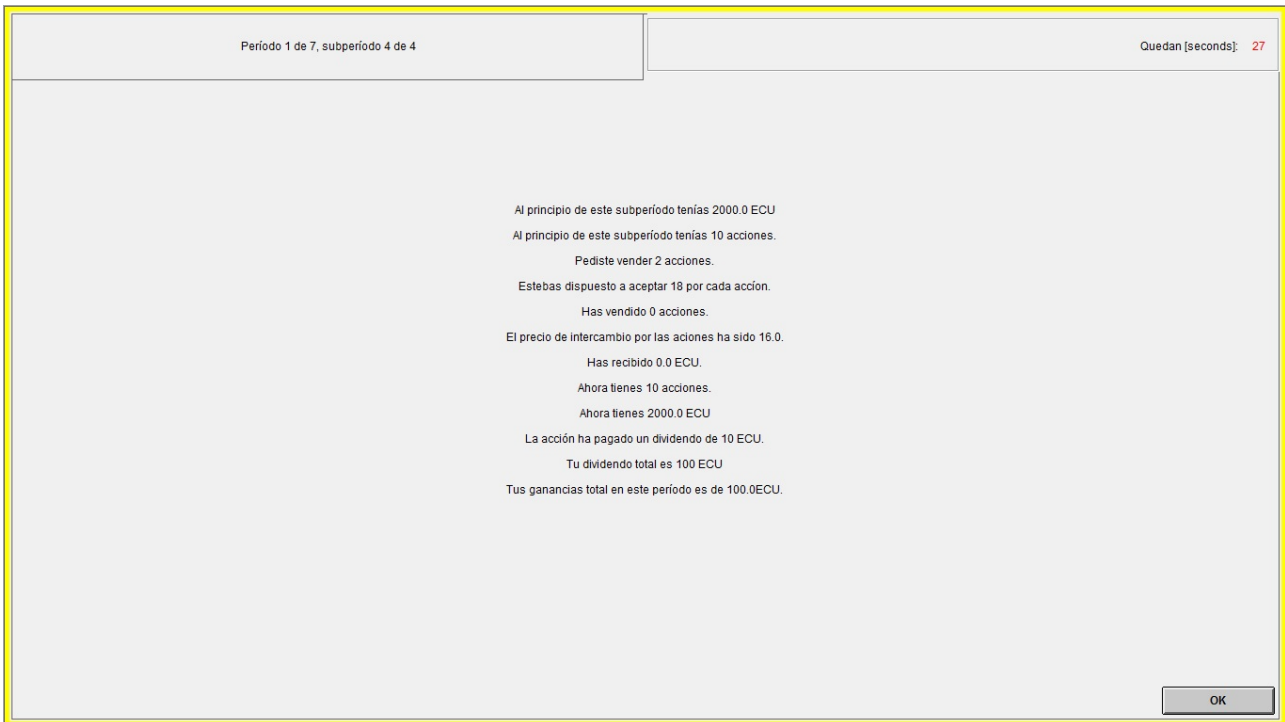 Período 1 de 7, subperíodo 4 de 4
Quedan [seconds]: 27
Al principio de este subperíodo tenías 2000.0 ECU
Al principio de este subperíodo tenías 10 acciones.
Pediste vender 2 acciones.
Estebas dispuesto a aceptar 18 por cada accíon.
Has vendido 0 acciones.
El precio de intercambio por las aciones ha sido 16.0.
Has recibido 0.0 ECU.
Ahora tienes 10 acciones.
Ahora tienes 2000.0 ECU
La acción ha pagado un dividendo de 10 ECU.
Tu dividendo total es 100 ECU
Tus ganancias total en este período es de 100.0ECU.
OK